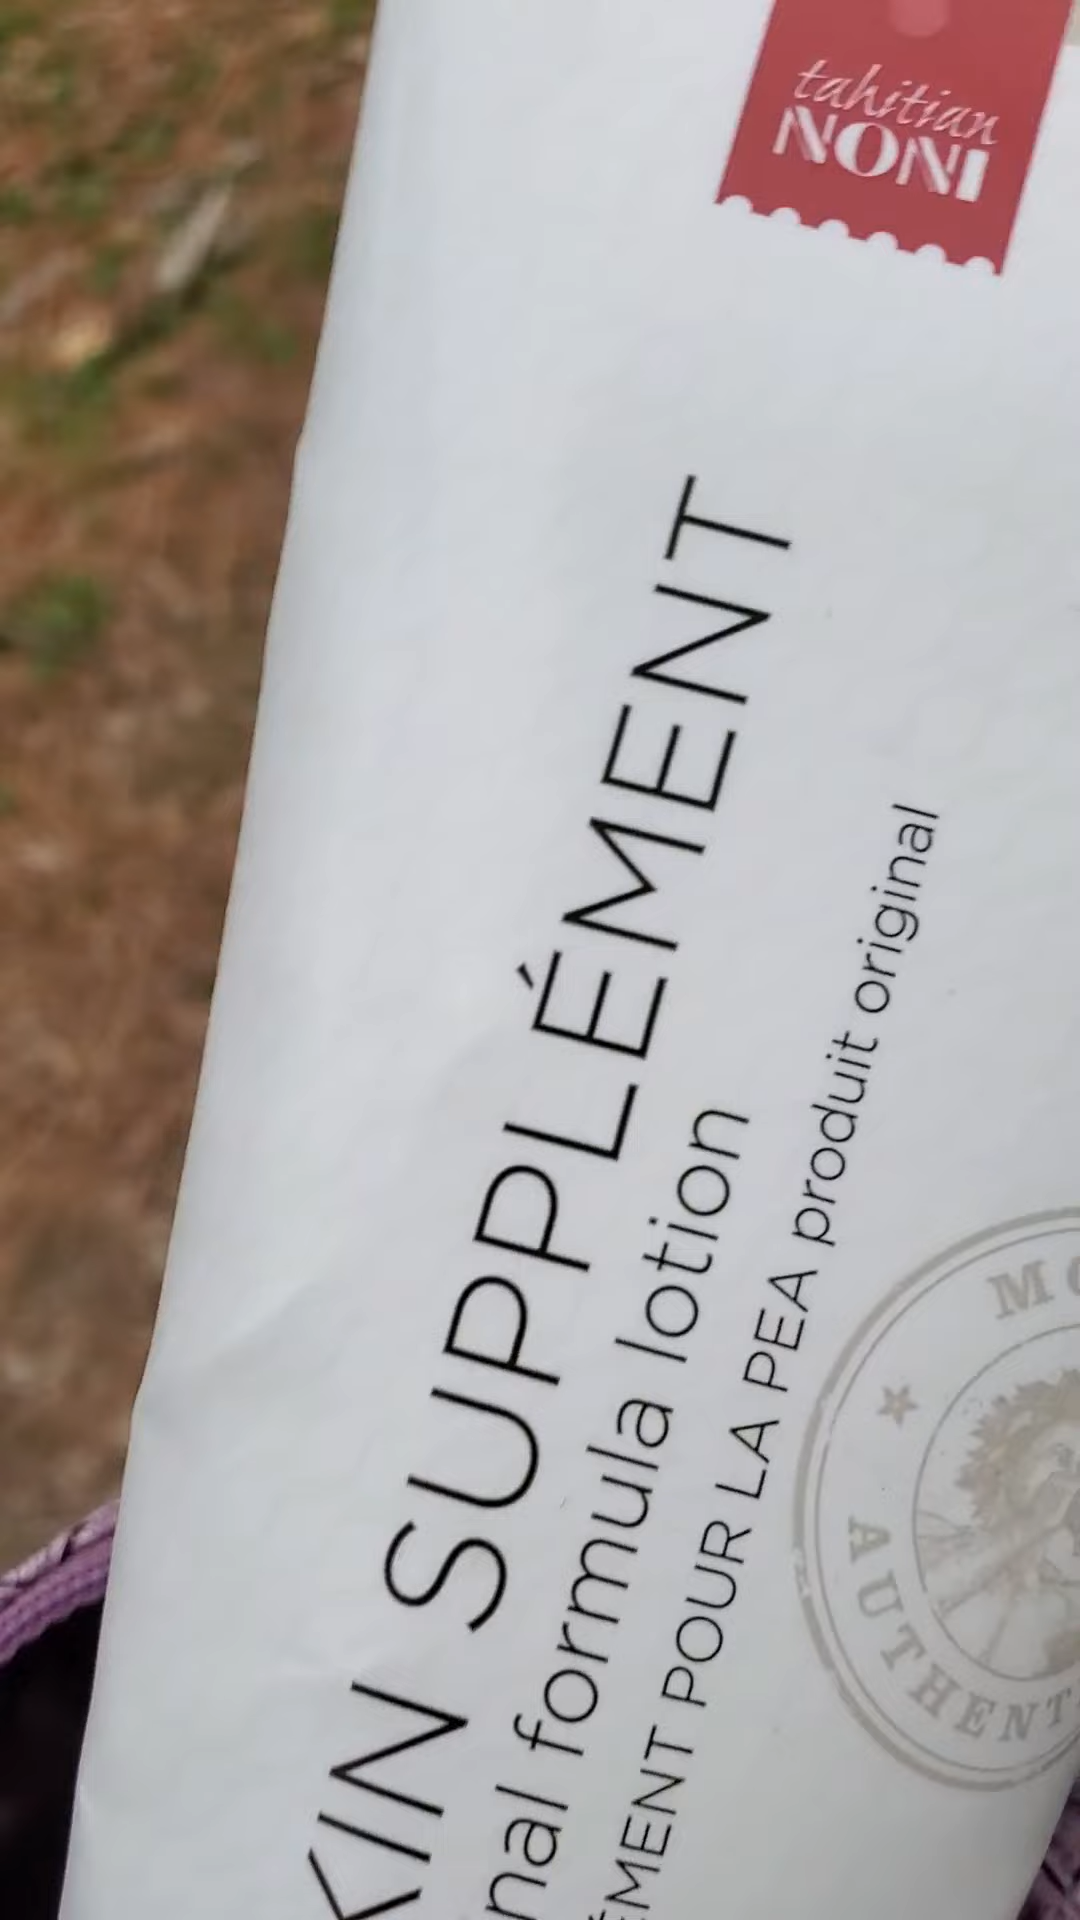 tahitian
NONI
KIN SUPPLÉMENT
nal formula lotion
ÉMENT POUR LA PEA produit original
AUTHENT